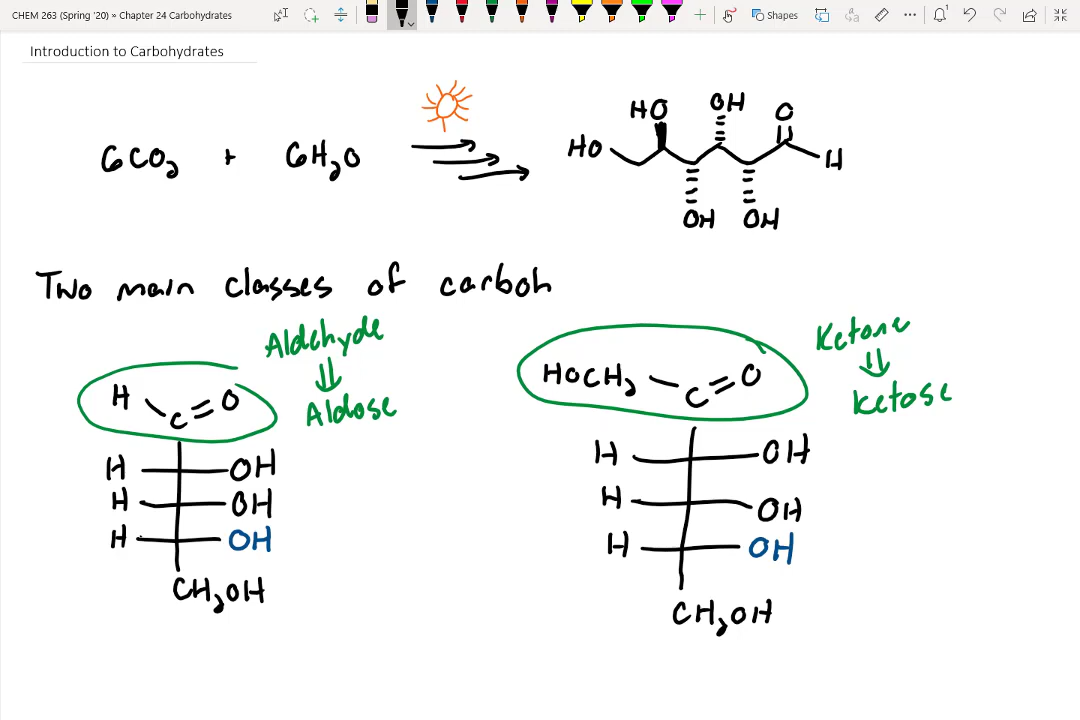 CHEM 263 (Spring '20) » Chapter 24 Carbohydrates
Shapes
Introduction to Carbohydrates
6CO₂ + 6H₂O
HO OH O
HO H
OH OH
Two main classes of carboh
Aldehyde
⇓
Aldose
H C=O
H OH
H OH
H OH
CH₂OH
Ketone
⇓
Ketose
HOCH₂ C=O
H OH
H OH
H OH
CH₂OH